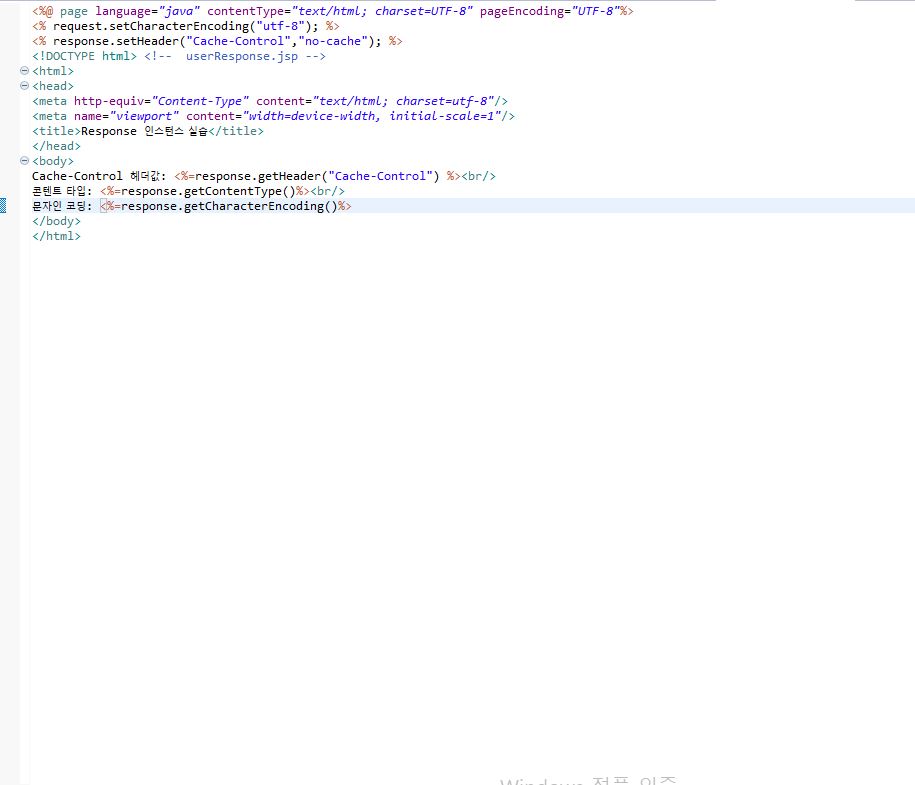 <%@ page language="java" contentType="text/html; charset=UTF-8" pageEncoding="UTF-8"%>
<% request.setCharacterEncoding("utf-8"); %>
<% response.setHeader("Cache-Control","no-cache"); %>
<!DOCTYPE html> <!--  userResponse.jsp -->
<html>
<head>
<meta http-equiv="Content-Type" content="text/html; charset=utf-8"/>
<meta name="viewport" content="width=device-width, initial-scale=1"/>
<title>Response 인스턴스 실습</title>
</head>
<body>
Cache-Control 헤더값: <%=response.getHeader("Cache-Control") %><br/>
콘텐트 타입: <%=response.getContentType()%><br/>
문자인 코딩: <%=response.getCharacterEncoding()%>
</body>
</html>
Windows 정품 인증